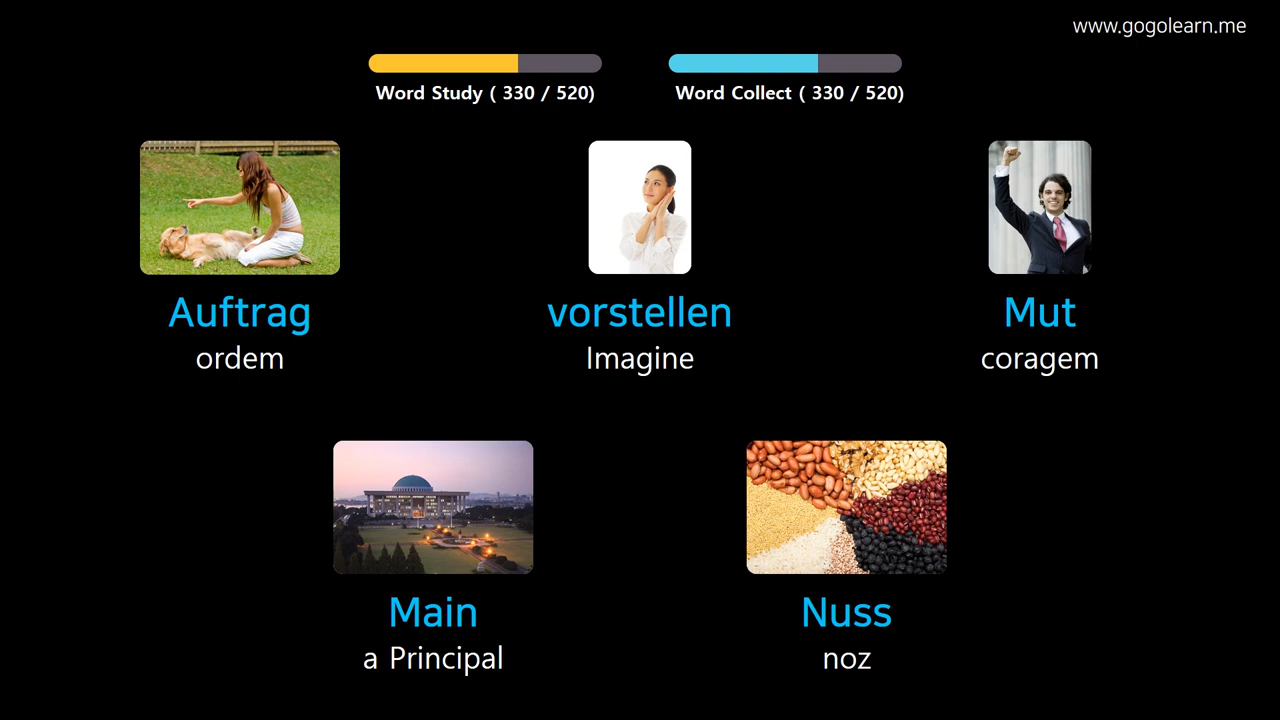 www.gogolearn.me
Word Study ( 330 / 520)
Word Collect ( 330 / 520)
Auftrag
ordem
vorstellen
Imagine
Mut
coragem
Main
a Principal
Nuss
noz